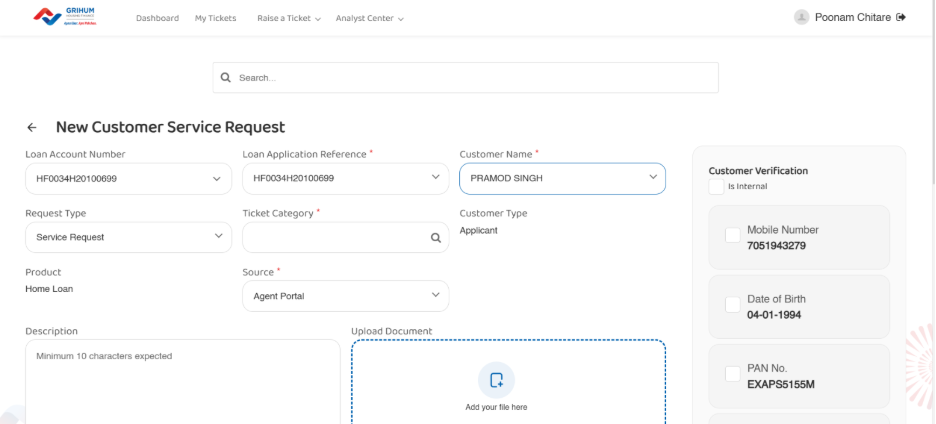 GRIHUM
HOUSING FINANCE
Dashboard My Tickets Raise a Ticket Analyst Center Poonam Chitare
Search...
New Customer Service Request
Loan Account Number Loan Application Reference * Customer Name *
HF0034H20100699 HF0034H20100699 PRAMOD SINGH
Request Type Ticket Category * Customer Type
Service Request Applicant
Product Source *
Home Loan Agent Portal
Description Upload Document
Minimum 10 characters expected
Add your file here
Customer Verification
Is Internal
Mobile Number
7051943279
Date of Birth
04-01-1994
PAN No.
EXAPS5155M